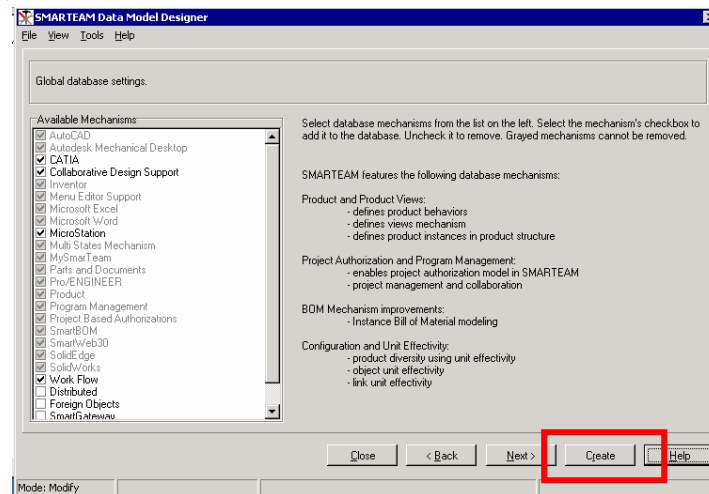 SMARTEAM Data Model Designer
File View Tools Help
Global database settings.
Available Mechanisms
AutoCAD
Autodesk Mechanical Desktop
CATIA
Collaborative Design Support
Inventor
Menu Editor Support
Microsoft Excel
Microsoft Word
MicroStation
Multi States Mechanism
MySmarTeam
Parts and Documents
Pro/ENGINEER
Product
Program Management
Project Based Authorizations
SmartBOM
SmartWeb30
SolidEdge
SolidWorks
Work Flow
Distributed
Foreign Objects
SmartGateway
Select database mechanisms from the list on the left. Select the mechanism's checkbox to
add it to the database. Uncheck it to remove. Grayed mechanisms cannot be removed.
SMARTEAM features the following database mechanisms:
Product and Product Views:
- defines product behaviors
- defines views mechanism
- defines product instances in product structure
Project Authorization and Program Management:
- enables project authorization model in SMARTEAM
- project management and collaboration
BOM Mechanism improvements:
- Instance Bill of Material modeling
Configuration and Unit Effectivity:
- product diversity using unit effectivity
- object unit effectivity
- link unit effectivity
Close < Back Next > Create Help
Mode: Modify